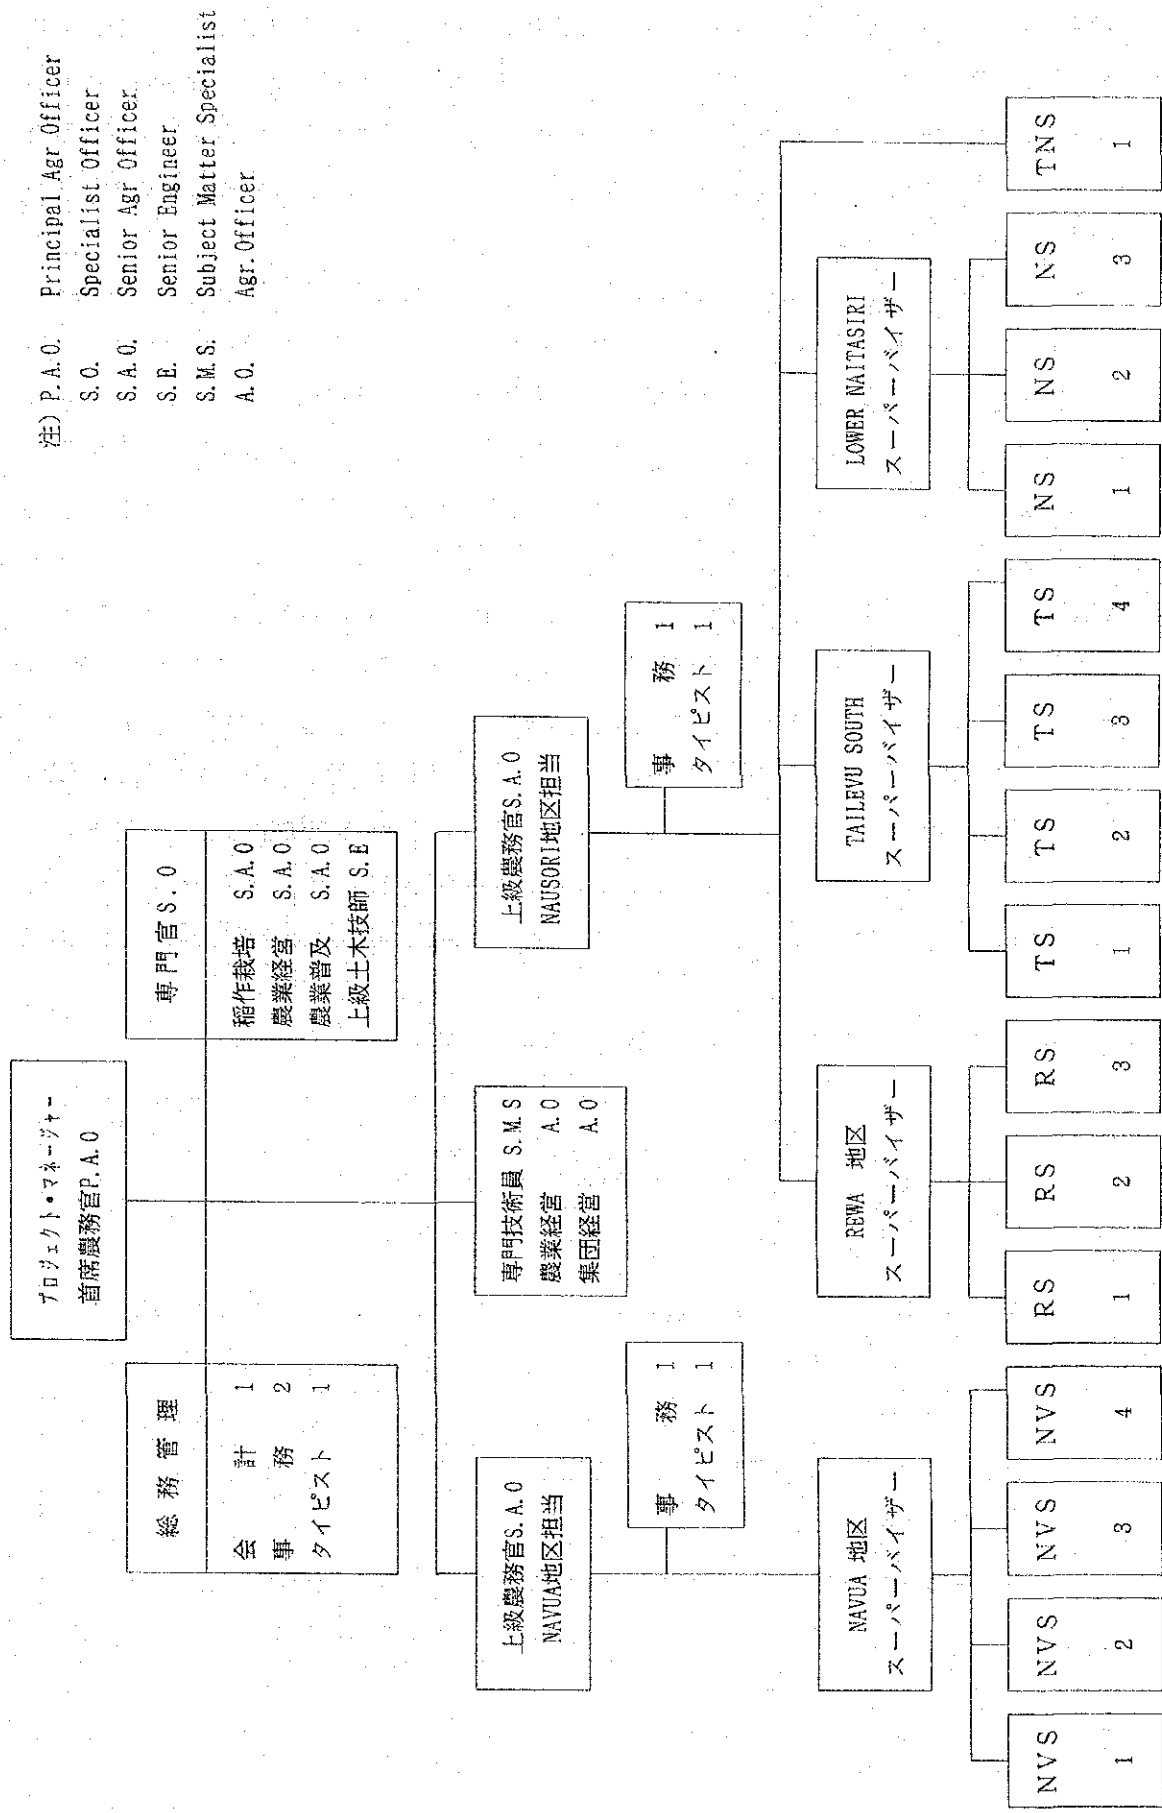 プロジェクト・マネージャー
首席農務官P.A.O
注) P.A.O. Principal Agr Officer
S.O. Specialist Officer
S.A.O. Senior Agr Officer
S.E. Senior Engineer
S.M.S. Subject Matter Specialist
A.O. Agr.Officer
総務管理
会計 1
事務 2
タイピスト 1
専門官S.O
稲作栽培 S.A.O
農業経営 S.A.O
農業普及 S.A.O
上級土木技師 S.E
上級農務官S.A.O
NAVUA地区担当
専門技術員 S.M.S
農業経営 A.O
集団経営 A.O
上級農務官S.A.O
NAUSORI地区担当
事務 1
タイピスト 1
事務 1
タイピスト 1
NAVUA 地区
スーパーバイザー
REWA 地区
スーパーバイザー
TAILEVU SOUTH
スーパーバイザー
LOWER NAITASIRI
スーパーバイザー
NVS
1
NVS
2
NVS
3
NVS
4
RS
1
RS
2
RS
3
TS
1
TS
2
TS
3
TS
4
NS
1
NS
2
NS
3
TNS
1